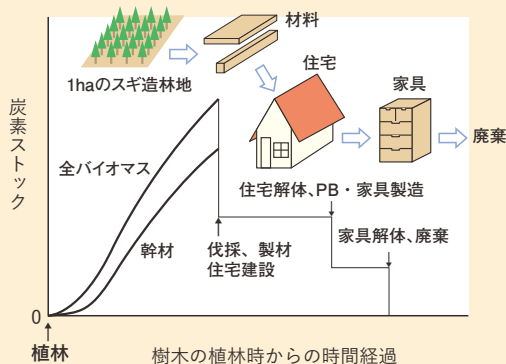 材料
1haのスギ造林地
住宅
家具
廃棄
炭素ストック
全バイオマス
幹材
住宅解体、PB・家具製造
伐採、製材
住宅建設
家具解体、廃棄
0
植林
樹木の植林時からの時間経過